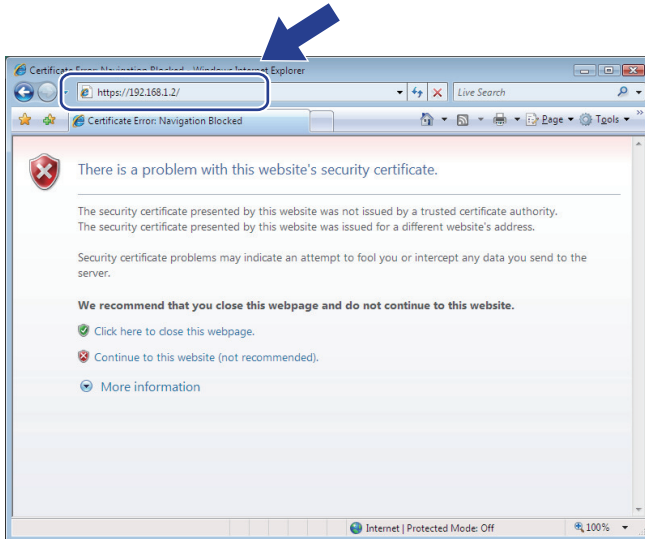 Certificate Error: Navigation Blocked - Windows Internet Explorer
https://192.168.1.2/
Live Search
Certificate Error: Navigation Blocked
Page
Tools
There is a problem with this website's security certificate.
The security certificate presented by this website was not issued by a trusted certificate authority.
The security certificate presented by this website was issued for a different website's address.
Security certificate problems may indicate an attempt to fool you or intercept any data you send to the
server.
We recommend that you close this webpage and do not continue to this website.
Click here to close this webpage.
Continue to this website (not recommended).
More information
Internet | Protected Mode: Off
100%